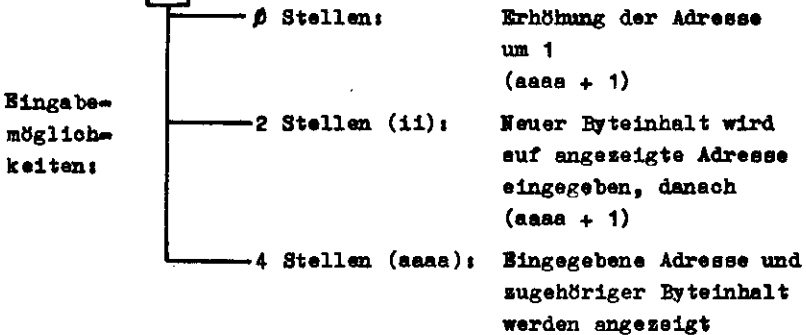 Ø Stellen: Erhöhung der Adresse
um 1
(aaaa + 1)
Eingabe-
möglich-
keiten:
2 Stellen (ii): Neuer Byteinhalt wird
auf angezeigte Adresse
eingegeben, danach
(aaaa + 1)
4 Stellen (aaaa): Eingegebene Adresse und
zugehöriger Byteinhalt
werden angezeigt